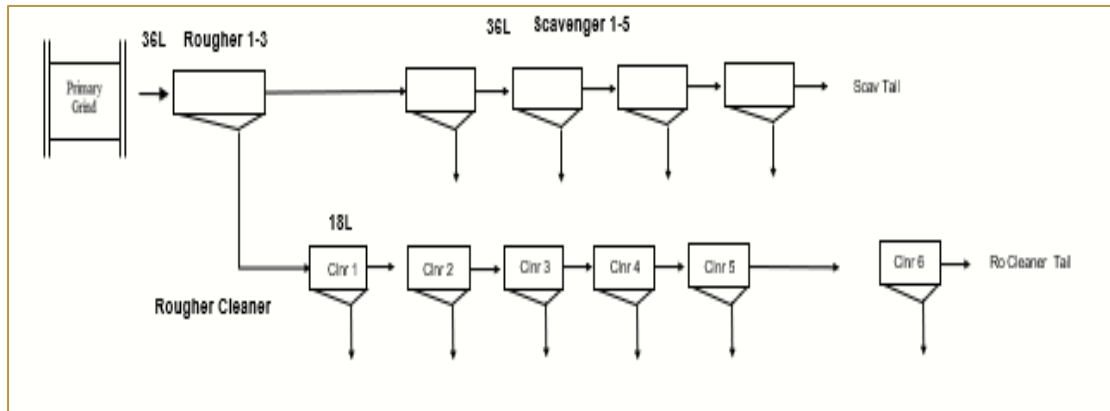 36L Rougher 1-3
36L Scavenger 1-5
Primary
Grind
Scav Tail
18L
Clnr 1
Clnr 2
Clnr 3
Clnr 4
Clnr 5
Clnr 6
Ro Cleaner Tail
Rougher Cleaner